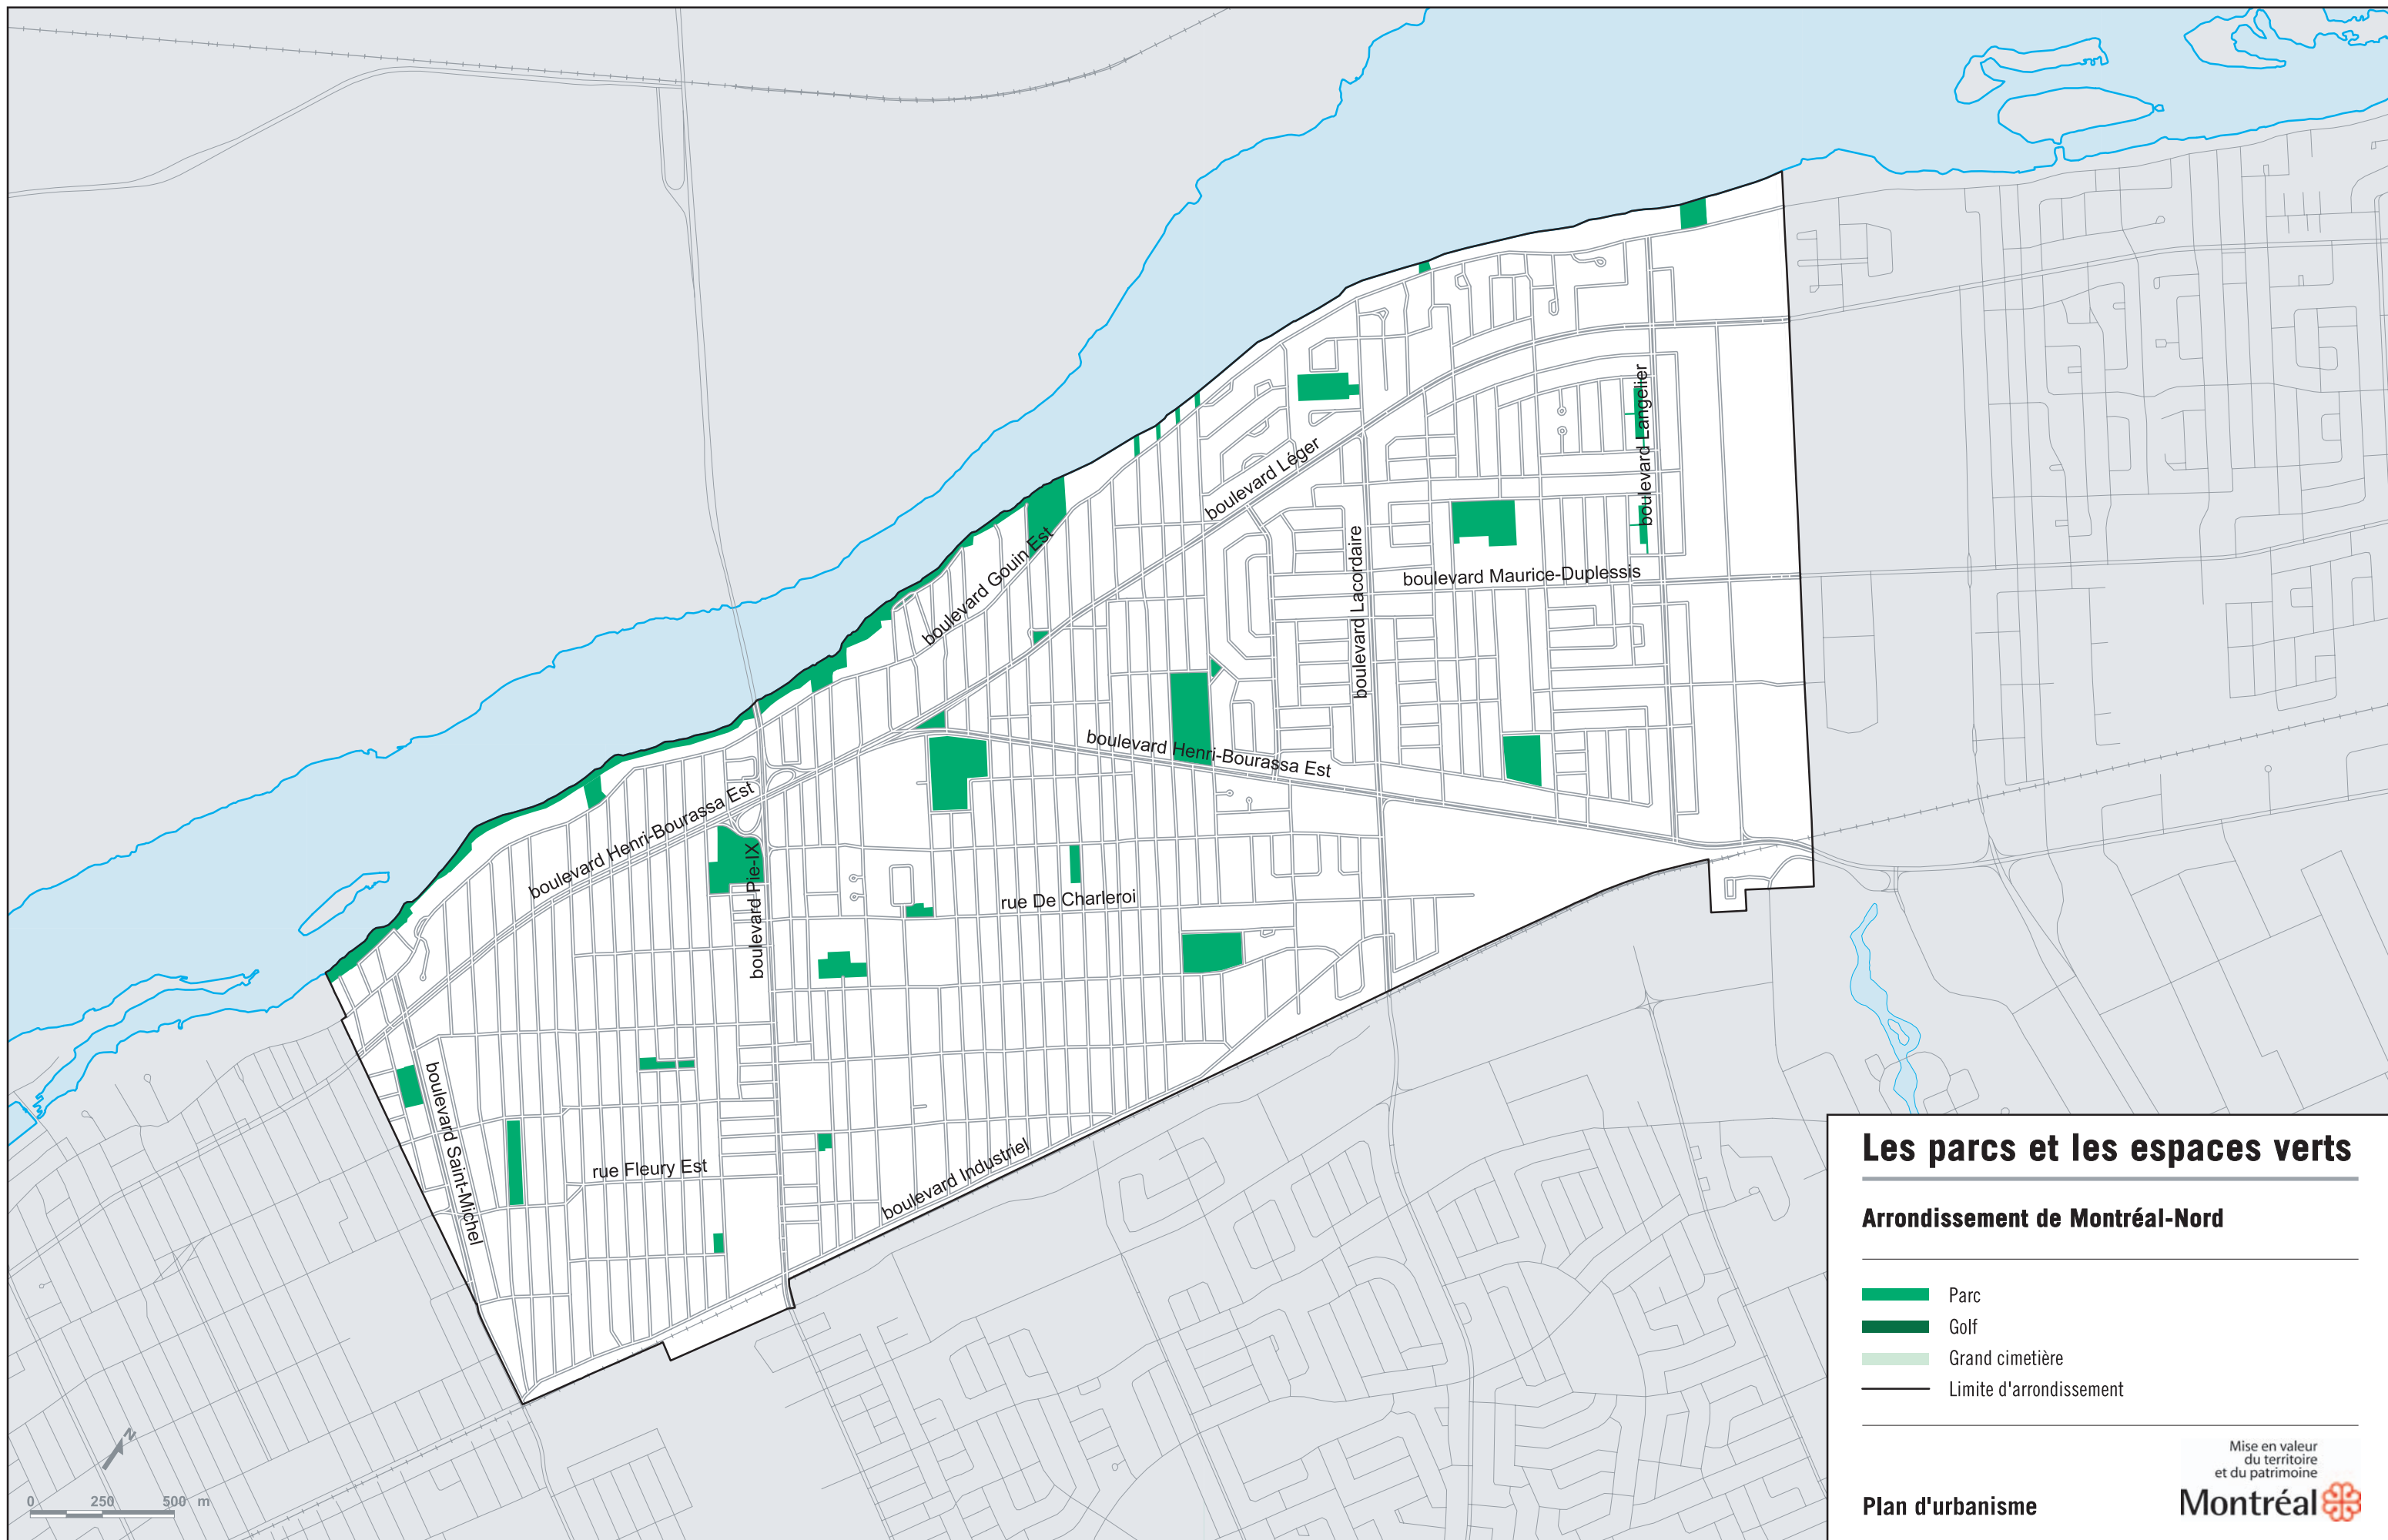 boulevard Langelier
boulevard Léger
boulevard Gouin Est
boulevard Lacordaire
boulevard Maurice-Duplessis
boulevard Henri-Bourassa Est
boulevard Henri-Bourassa Est
boulevard Pie-IX
rue De Charleroi
boulevard Saint-Michel
rue Fleury Est
boulevard Industriel
Les parcs et les espaces verts
Arrondissement de Montréal-Nord
Parc
Golf
Grand cimetière
Limite d'arrondissement
Mise en valeur
du territoire
et du patrimoine
Plan d'urbanisme
Montréal
N
0 250 500 m